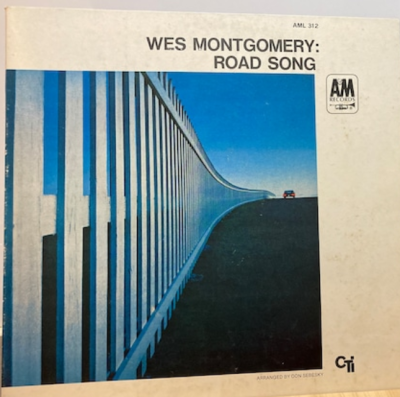 AML 312
WES MONTGOMERY:
ROAD SONG
A&M
RECORDS
ARRANGED BY DON SEBESKY
CTi